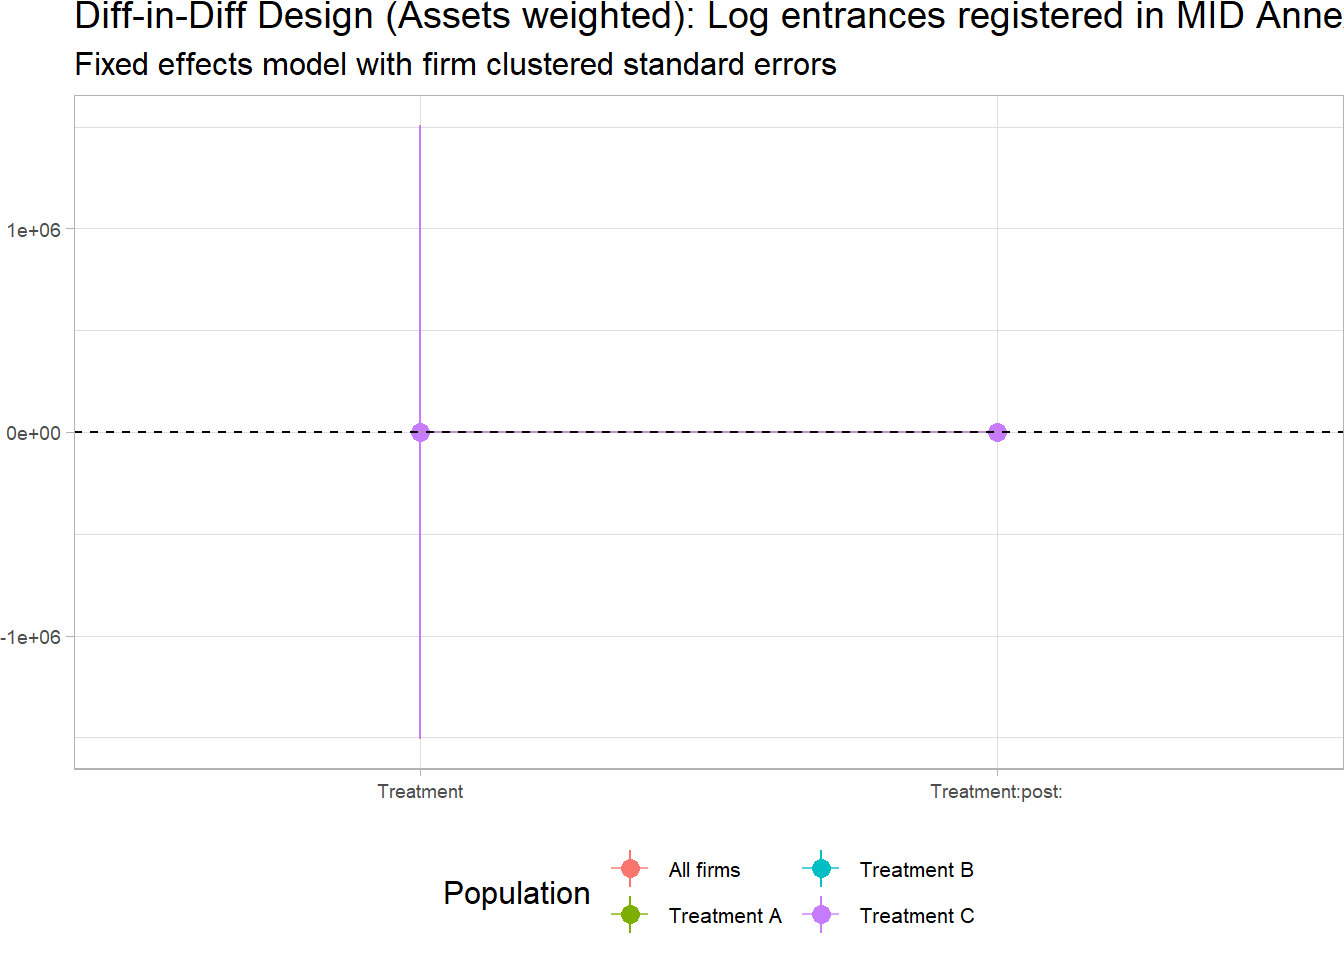 Diff-in-Diff Design (Assets weighted): Log entrances registered in MID Anne
Fixed effects model with firm clustered standard errors
1e+06
0e+00
-1e+06
Treatment
Treatment:post:
Population
All firms
Treatment B
Treatment A
Treatment C